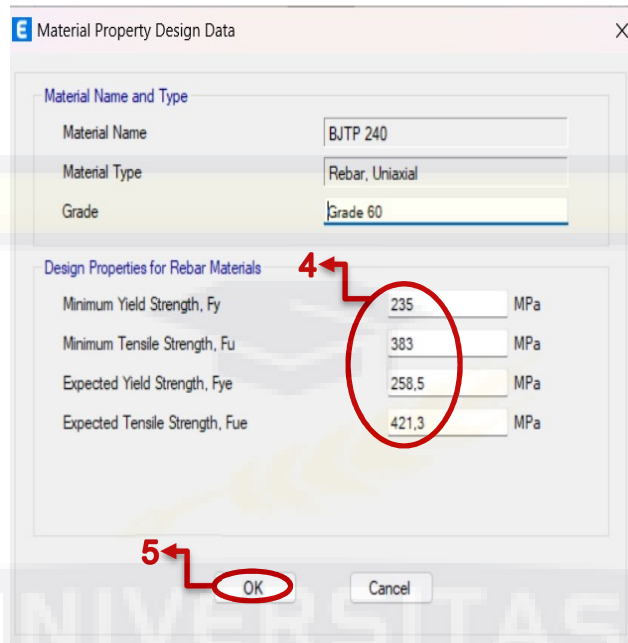 E Material Property Design Data X
Material Name and Type
Material Name BJTP 240
Material Type Rebar, Uniaxial
Grade Grade 60
Design Properties for Rebar Materials
4
Minimum Yield Strength, Fy 235 MPa
Minimum Tensile Strength, Fu 383 MPa
Expected Yield Strength, Fye 258,5 MPa
Expected Tensile Strength, Fue 421,3 MPa
5
OK Cancel
UNIVERSITAS